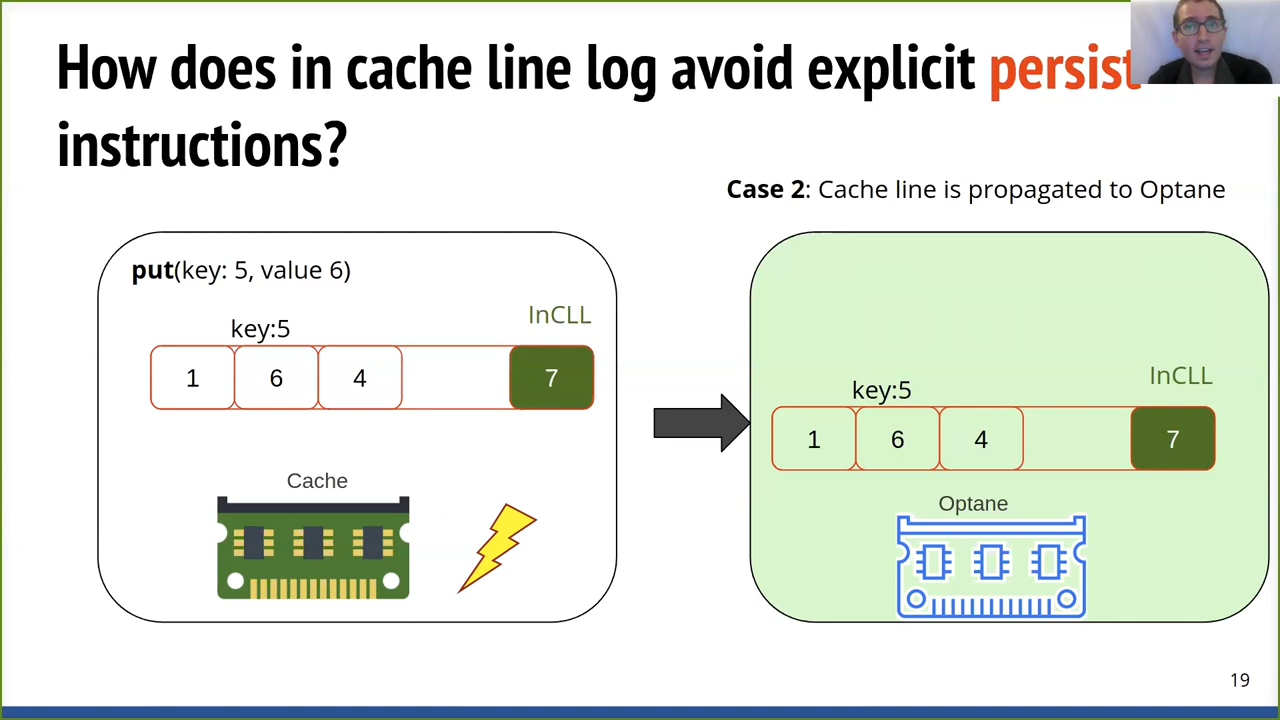 How does in cache line log avoid explicit persist
instructions?
Case 2: Cache line is propagated to Optane
put(key: 5, value 6)
InCLL
key:5
1 6 4 7
Cache
InCLL
key:5
1 6 4 7
Optane
19